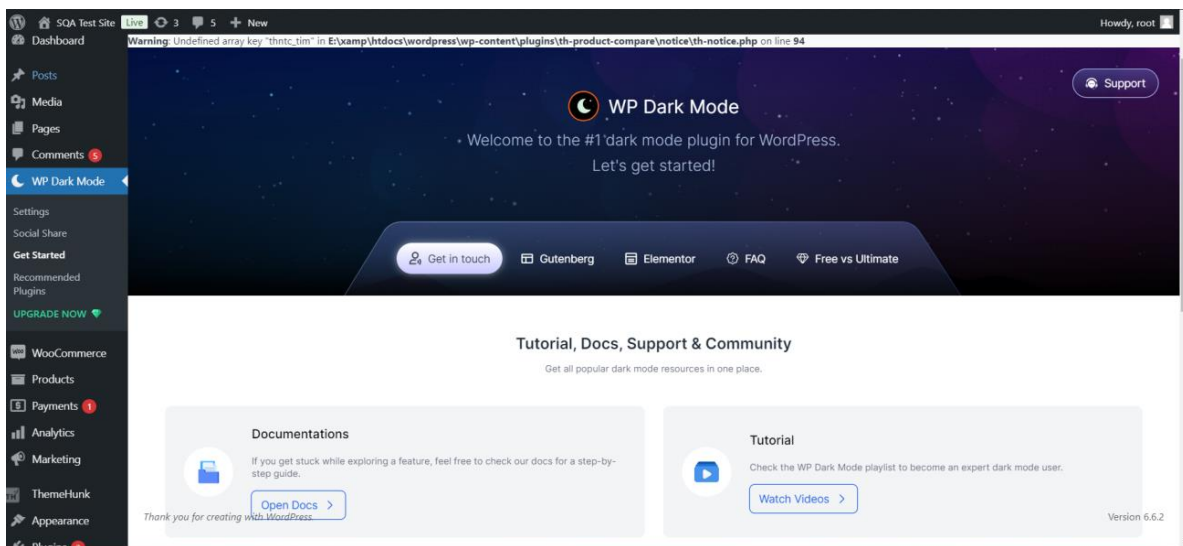 SQA Test Site Live 3 5 + New Howdy, root
Dashboard
Warning: Undefined array key "thntc_tim" in E:\xamp\htdocs\wordpress\wp-content\plugins\th-product-compare\notice\th-notice.php on line 94
Posts
Media
Pages
Comments 5
WP Dark Mode
Settings
Social Share
Get Started
Recommended
Plugins
UPGRADE NOW
WooCommerce
Products
Payments 1
Analytics
Marketing
ThemeHunk
Appearance
Plugins
Support
WP Dark Mode
Welcome to the #1 dark mode plugin for WordPress.
Let's get started!
Get in touch Gutenberg Elementor FAQ Free vs Ultimate
Tutorial, Docs, Support & Community
Get all popular dark mode resources in one place.
Documentations
If you get stuck while exploring a feature, feel free to check our docs for a step-by-
step guide.
Open Docs >
Tutorial
Check the WP Dark Mode playlist to become an expert dark mode user.
Watch Videos >
Thank you for creating with WordPress.
Version 6.6.2